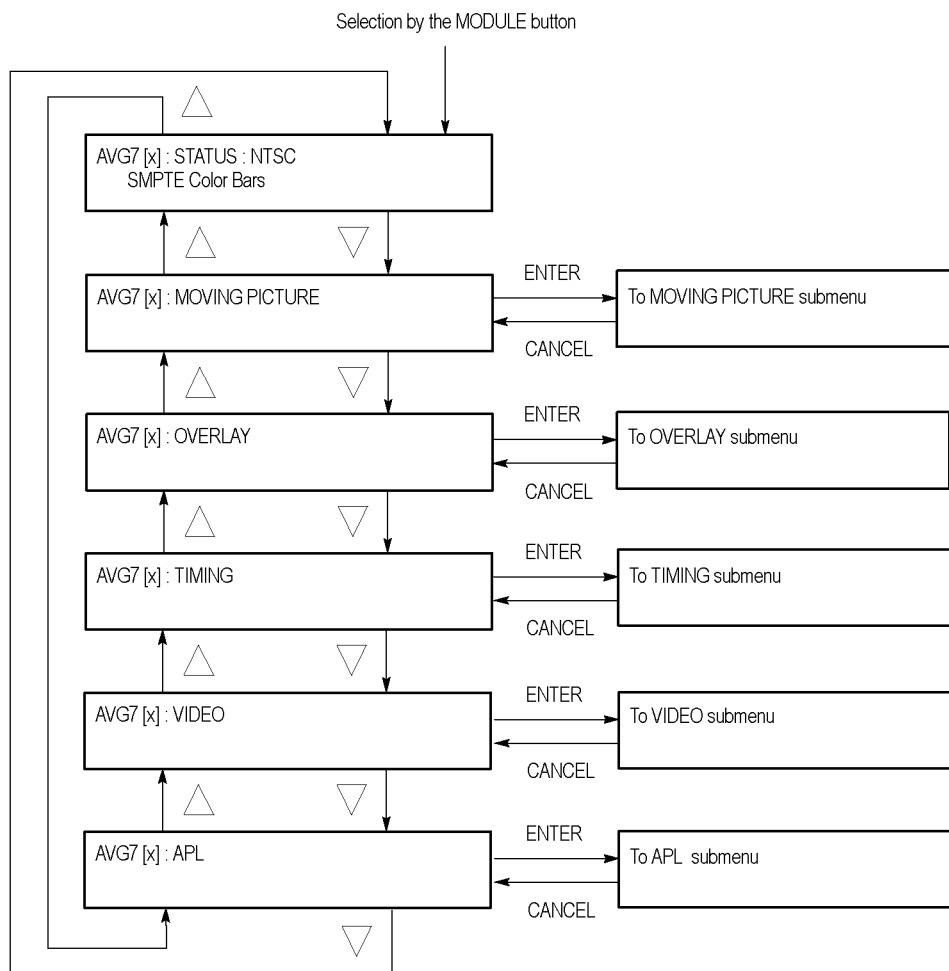 Selection by the MODULE button
AVG7 [x] : STATUS : NTSC
SMPTE Color Bars
AVG7 [x] : MOVING PICTURE
ENTER
To MOVING PICTURE submenu
CANCEL
AVG7 [x] : OVERLAY
ENTER
To OVERLAY submenu
CANCEL
AVG7 [x] : TIMING
ENTER
To TIMING submenu
CANCEL
AVG7 [x] : VIDEO
ENTER
To VIDEO submenu
CANCEL
AVG7 [x] : APL
ENTER
To APL submenu
CANCEL